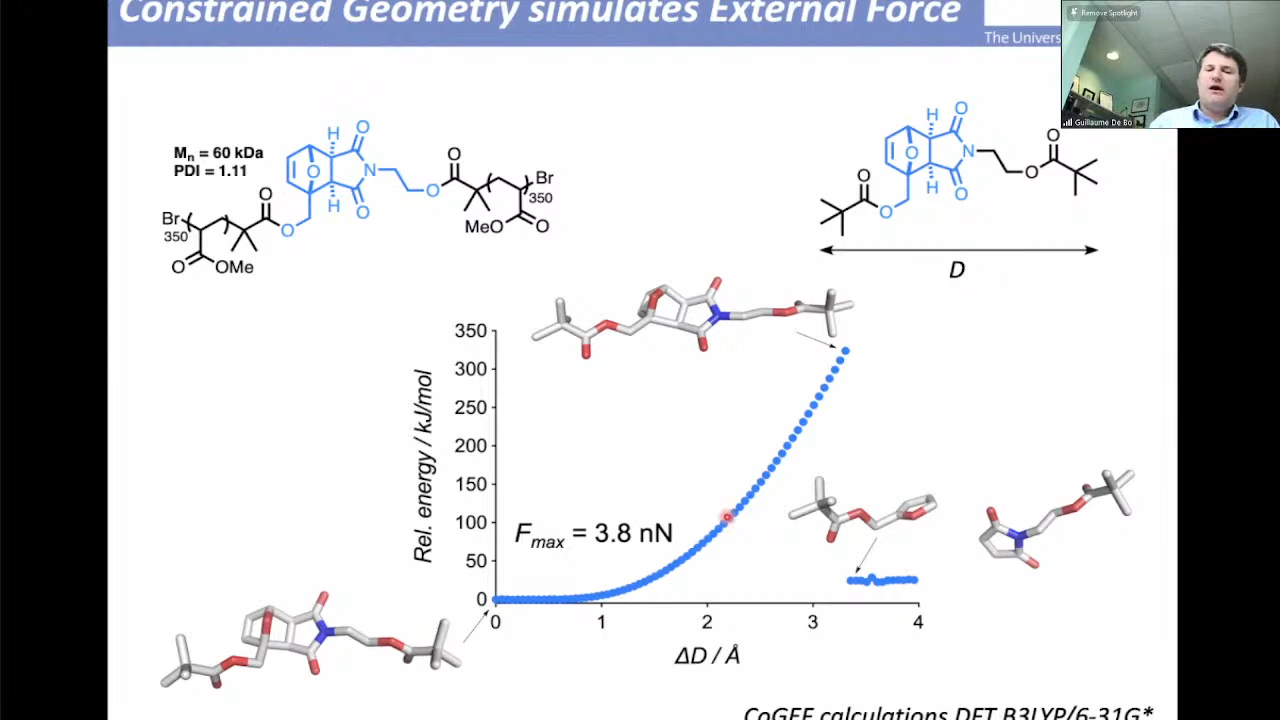 Constrained Geometry simulates External Force
The Univers
Remove Spotlight
Guillaume De Bo
Mn = 60 kDa
PDI = 1.11
H
O
N
O
H
O
O
O
O
Br
350
MeO
O
Br
350
O
O
OMe
H
O
O
N
H
O
O
O
O
O
D
350
300
250
200
150
100
50
0
Rel. energy / kJ/mol
Fmax = 3.8 nN
0 1 2 3 4
ΔD / Å
CoGEF calculations DFT B3LYP/6-31G*